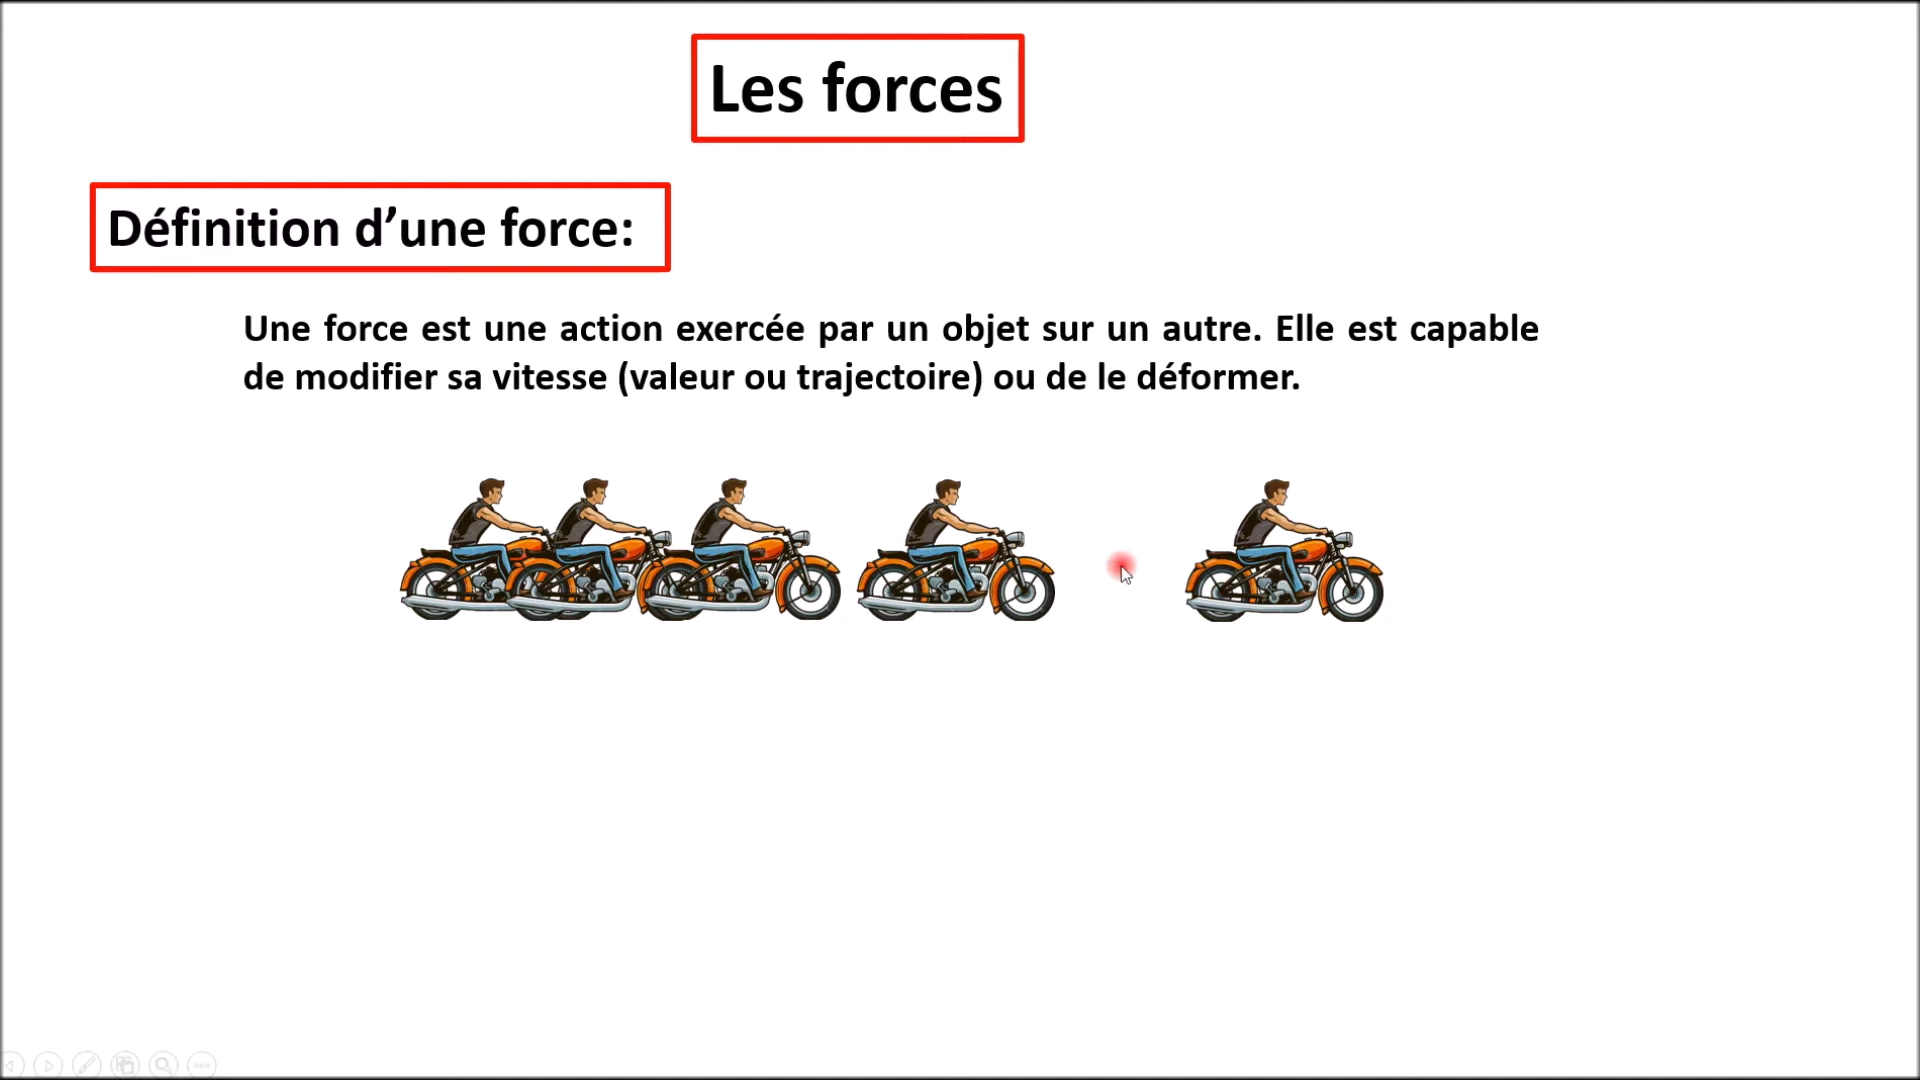 Les forces
Définition d’une force:
Une force est une action exercée par un objet sur un autre. Elle est capable
de modifier sa vitesse (valeur ou trajectoire) ou de le déformer.